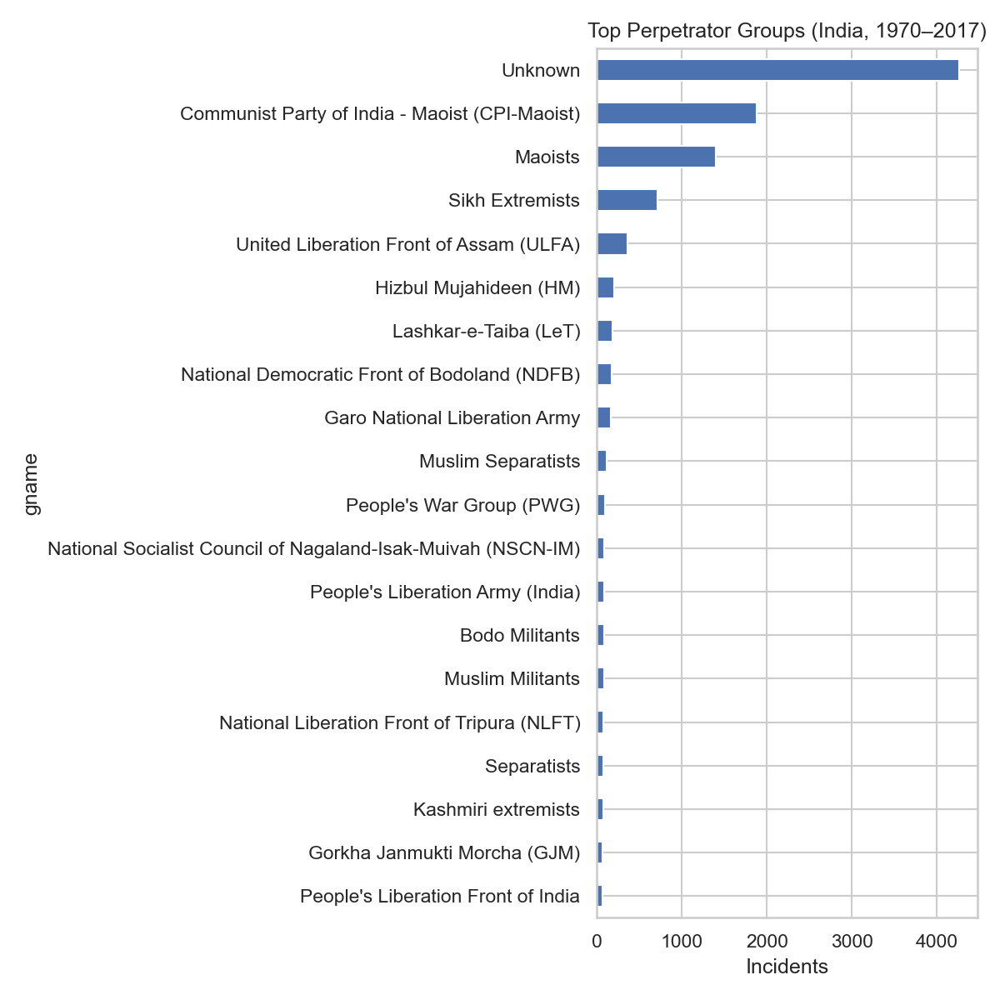 Top Perpetrator Groups (India, 1970–2017)
Unknown
Communist Party of India - Maoist (CPI-Maoist)
Maoists
Sikh Extremists
United Liberation Front of Assam (ULFA)
Hizbul Mujahideen (HM)
Lashkar-e-Taiba (LeT)
National Democratic Front of Bodoland (NDFB)
Garo National Liberation Army
Muslim Separatists
People's War Group (PWG)
National Socialist Council of Nagaland-Isak-Muivah (NSCN-IM)
People's Liberation Army (India)
Bodo Militants
Muslim Militants
National Liberation Front of Tripura (NLFT)
Separatists
Kashmiri extremists
Gorkha Janmukti Morcha (GJM)
People's Liberation Front of India
gname
0 1000 2000 3000 4000
Incidents